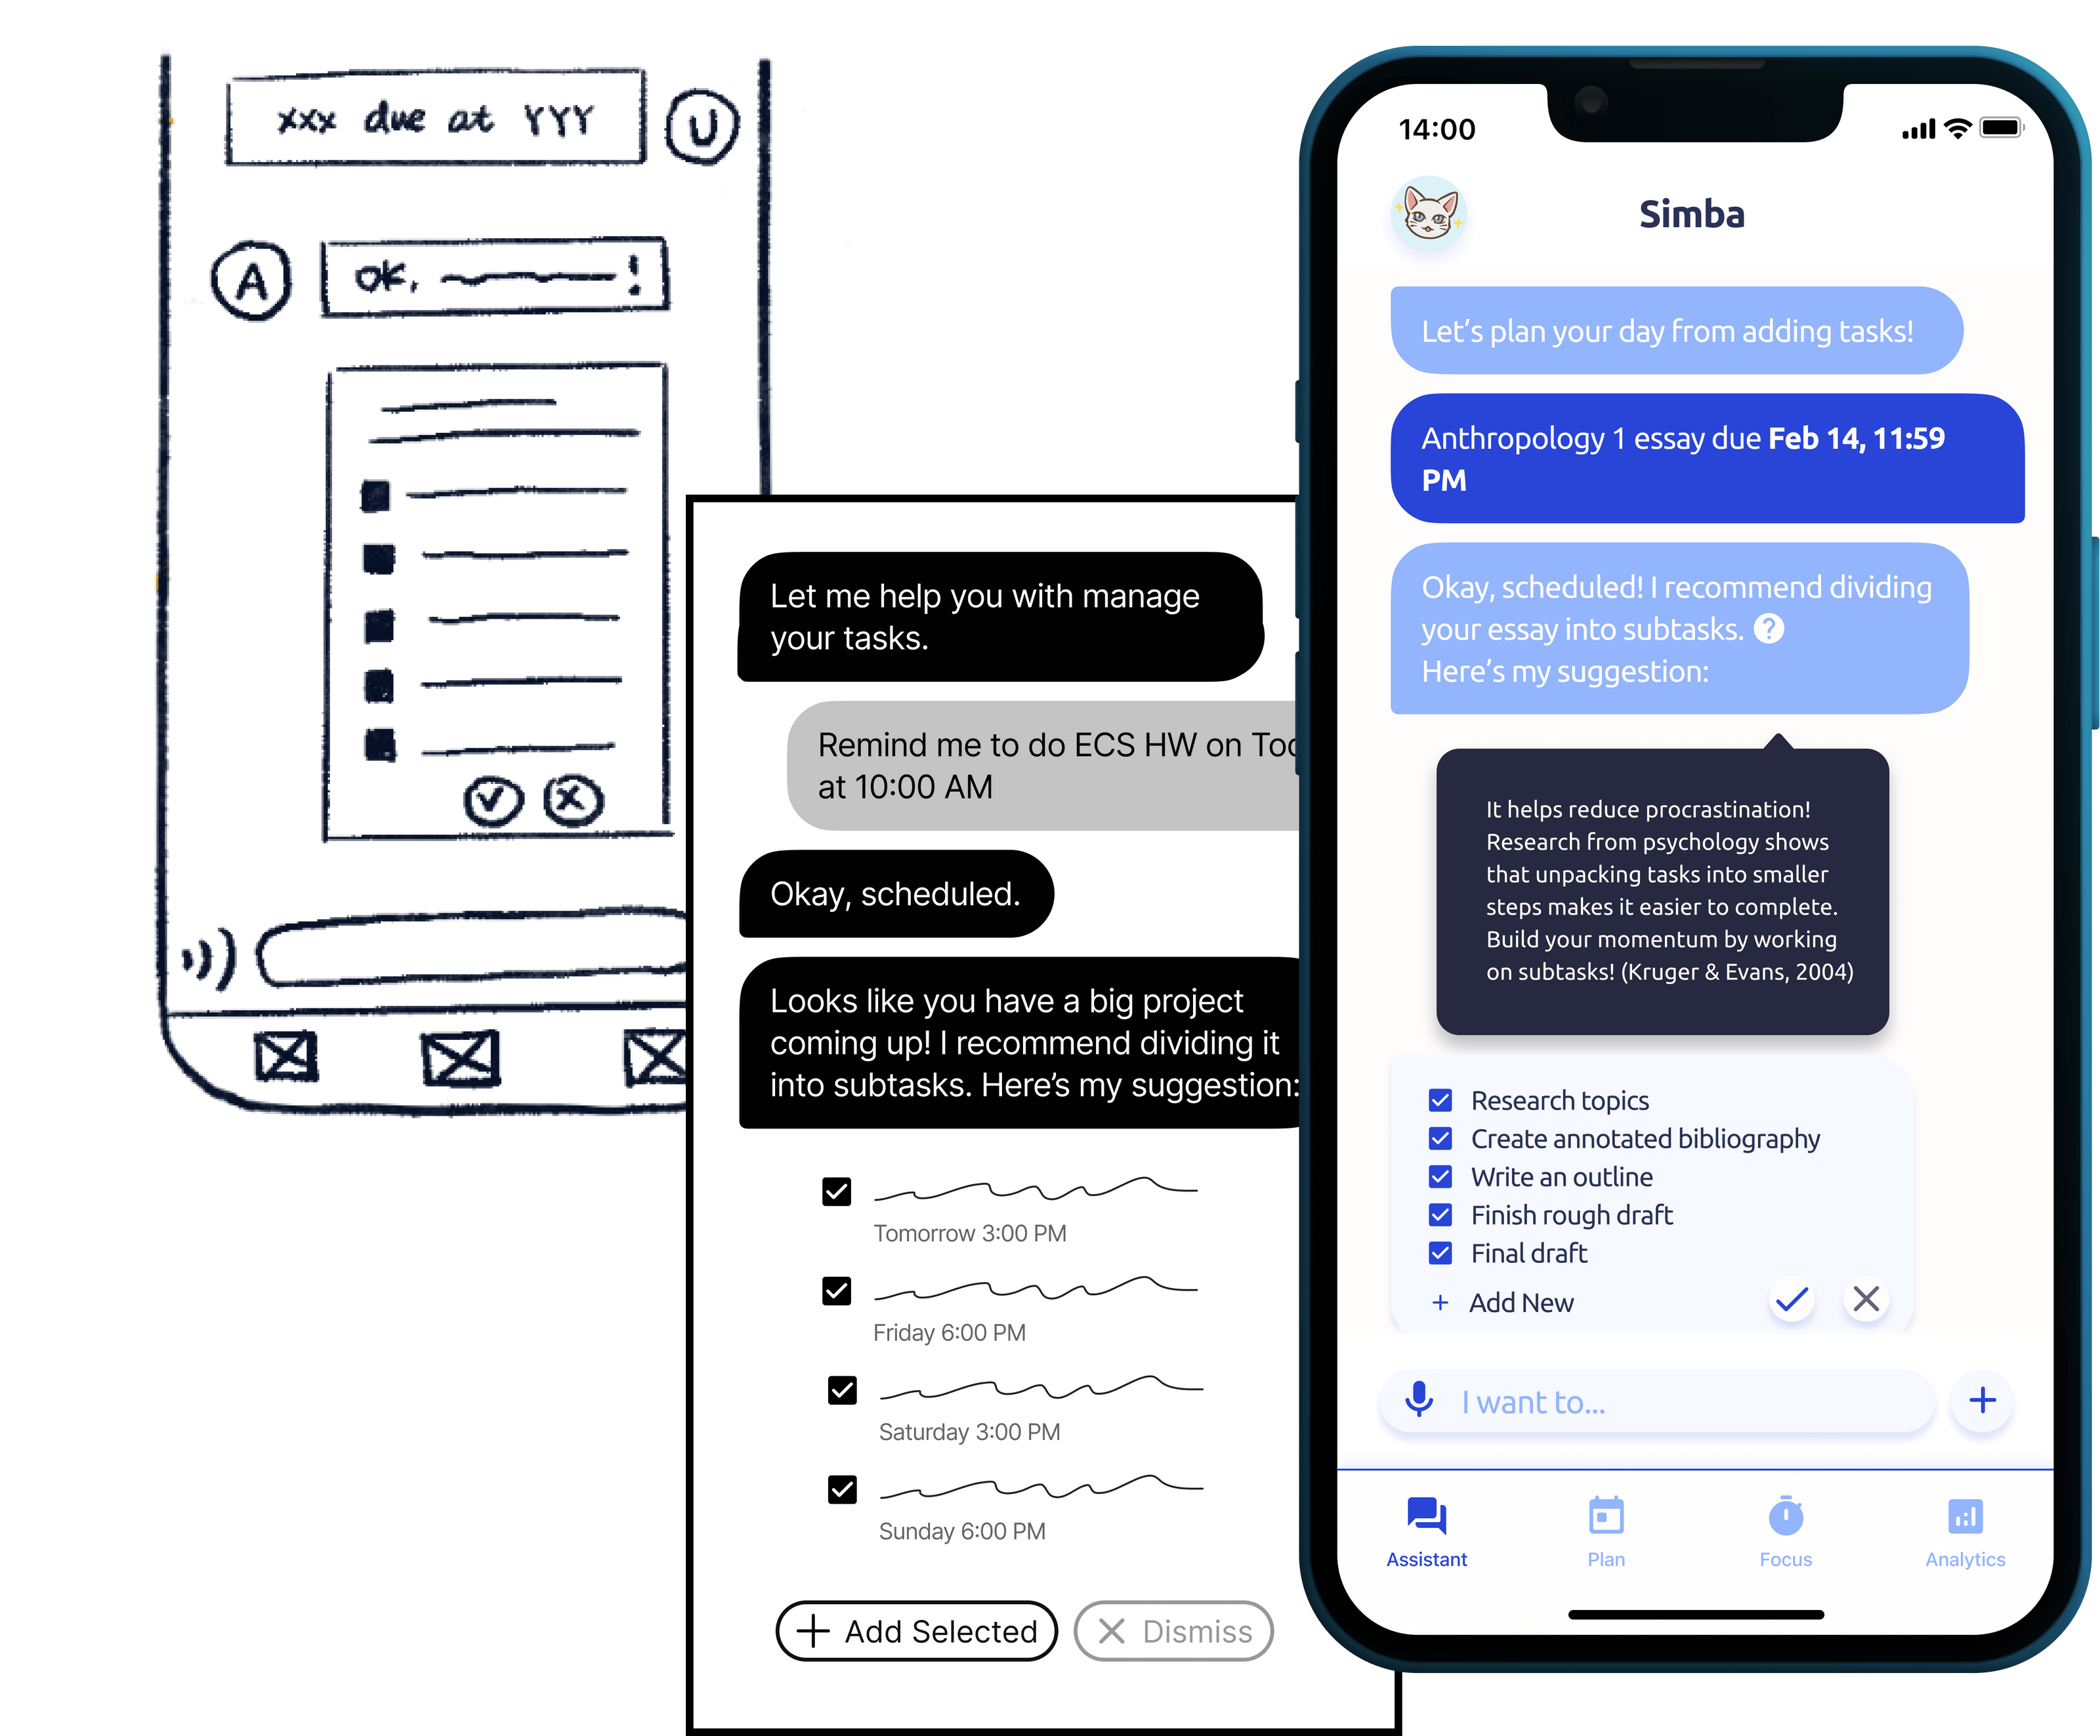 xxx due at YYY
U
A
ok, !
Let me help you with manage
your tasks.
Remind me to do ECS HW on
at 10:00 AM
Okay, scheduled.
Looks like you have a big project
coming up! I recommend dividing it
into subtasks. Here's my suggestion:
Tomorrow 3:00 PM
Friday 6:00 PM
Saturday 3:00 PM
Sunday 6:00 PM
+ Add Selected
× Dismiss
14:00
Simba
Let's plan your day from adding tasks!
Anthropology 1 essay due Feb 14, 11:59
PM
Okay, scheduled! I recommend dividing
your essay into subtasks. ?
Here's my suggestion:
It helps reduce procrastination!
Research from psychology shows
that unpacking tasks into smaller
steps makes it easier to complete.
Build your momentum by working
on subtasks! (Kruger & Evans, 2004)
Research topics
Create annotated bibliography
Write an outline
Finish rough draft
Final draft
+ Add New
I want to...
Assistant
Plan
Focus
Analytics